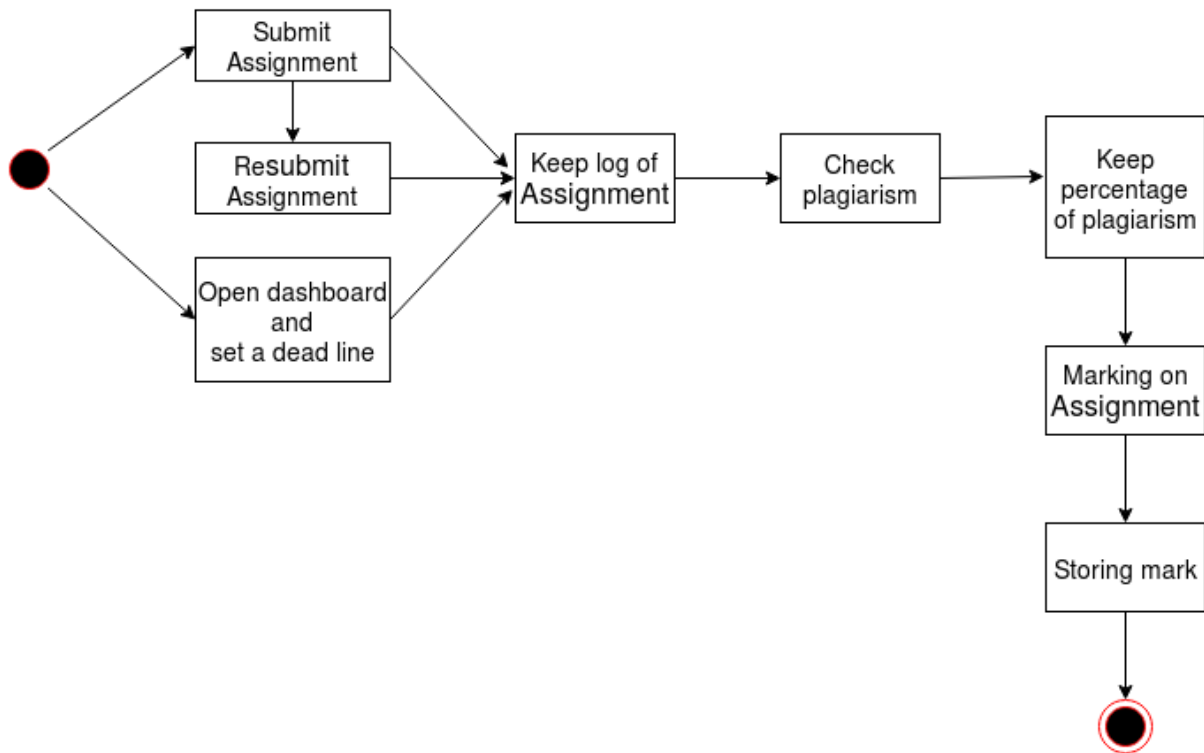 Submit
Assignment
Resubmit
Assignment
Open dashboard
and
set a dead line
Keep log of
Assignment
Check
plagiarism
Keep
percentage
of plagiarism
Marking on
Assignment
Storing mark